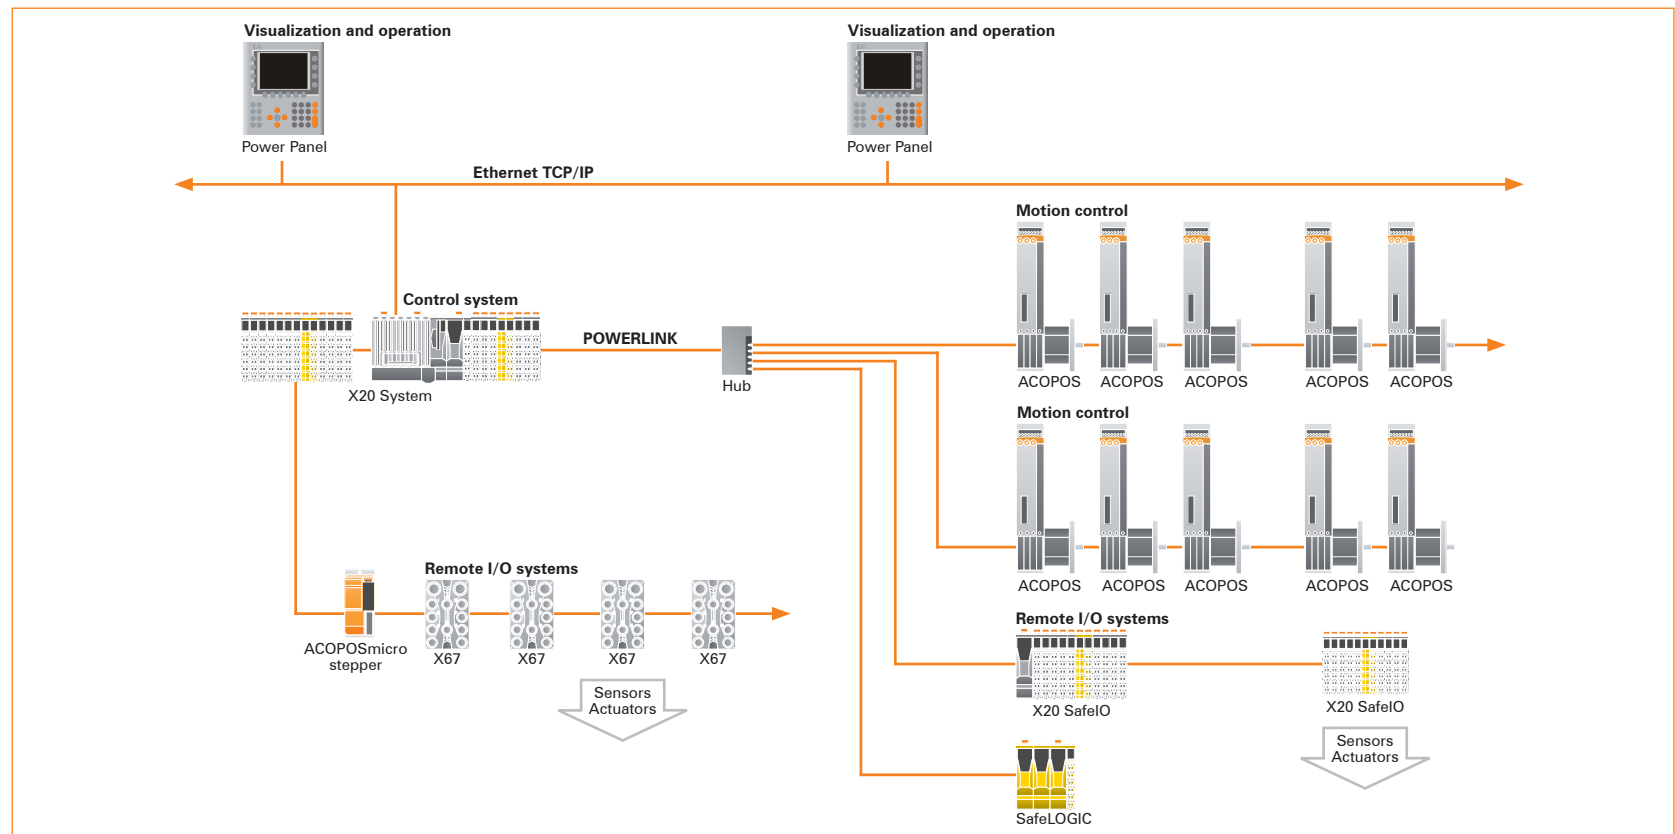 Visualization and operation
Visualization and operation
Power Panel
Power Panel
Ethernet TCP/IP
Motion control
ACOPOS
ACOPOS
ACOPOS
ACOPOS
ACOPOS
Control system
POWERLINK
X20 System
Hub
Motion control
ACOPOS
ACOPOS
ACOPOS
ACOPOS
ACOPOS
Remote I/O systems
ACOPOSmicro
stepper
X67
X67
X67
X67
Sensors
Actuators
Remote I/O systems
X20 SafeIO
X20 SafeIO
Sensors
Actuators
SafeLOGIC